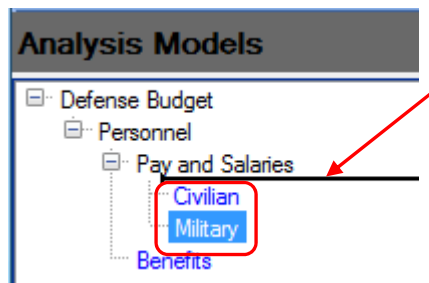 Analysis Models
Defense Budget
Personnel
Pay and Salaries
Civilian
Military
Benefits